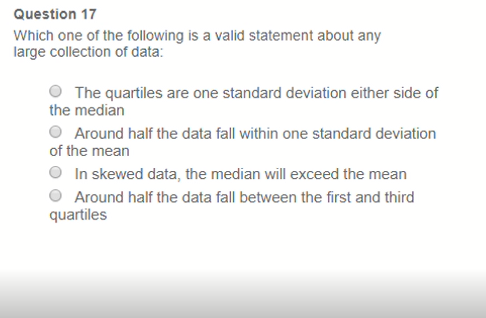 Question 17
Which one of the following is a valid statement about any
large collection of data:
The quartiles are one standard deviation either side of
the median
Around half the data fall within one standard deviation
of the mean
In skewed data, the median will exceed the mean
Around half the data fall between the first and third
quartiles